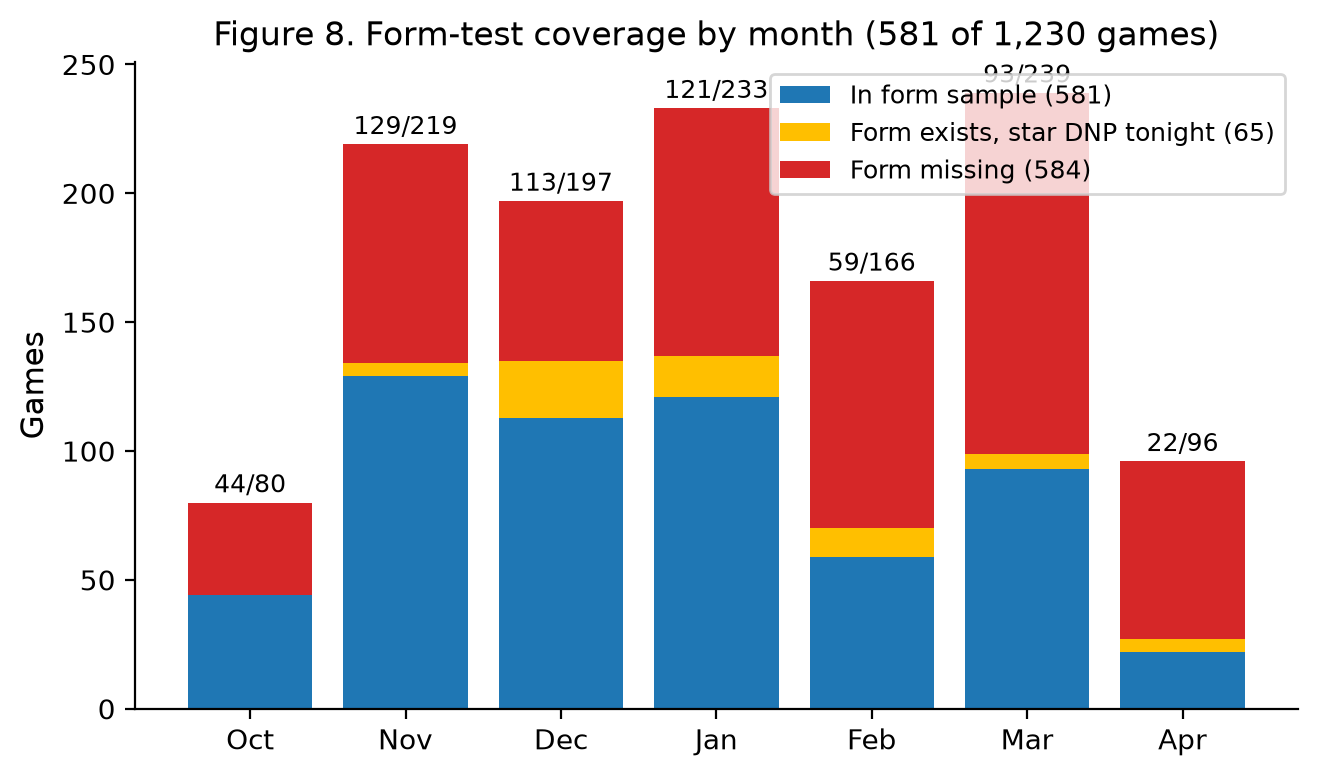 Figure 8. Form-test coverage by month (581 of 1,230 games)
250
200
150
100
50
0
Games
44/80
129/219
113/197
121/233
59/166
93/239
22/96
In form sample (581)
Form exists, star DNP tonight (65)
Form missing (584)
Oct
Nov
Dec
Jan
Feb
Mar
Apr